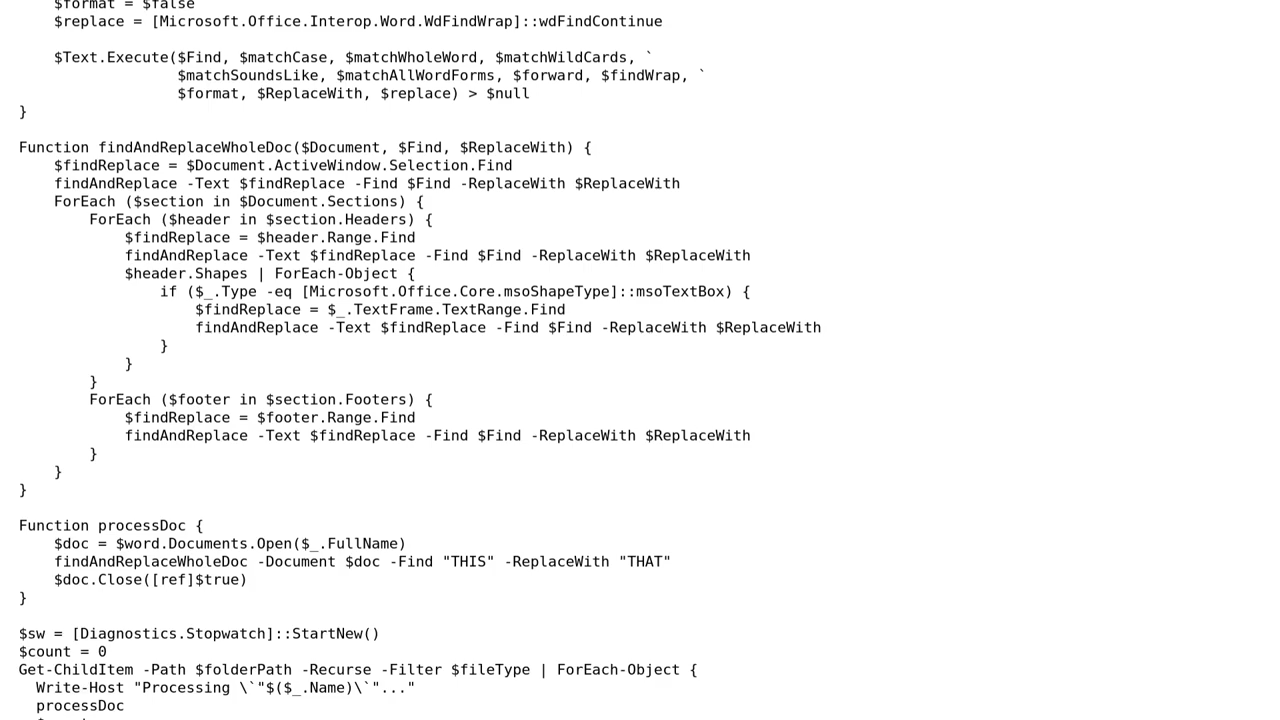 $format = $false
    $replace = [Microsoft.Office.Interop.Word.WdFindWrap]::wdFindContinue

    $Text.Execute($Find, $matchCase, $matchWholeWord, $matchWildCards, `
                  $matchSoundsLike, $matchAllWordForms, $forward, $findWrap, `
                  $format, $ReplaceWith, $replace) > $null
}

Function findAndReplaceWholeDoc($Document, $Find, $ReplaceWith) {
    $findReplace = $Document.ActiveWindow.Selection.Find
    findAndReplace -Text $findReplace -Find $Find -ReplaceWith $ReplaceWith
    ForEach ($section in $Document.Sections) {
        ForEach ($header in $section.Headers) {
            $findReplace = $header.Range.Find
            findAndReplace -Text $findReplace -Find $Find -ReplaceWith $ReplaceWith
            $header.Shapes | ForEach-Object {
                if ($_.Type -eq [Microsoft.Office.Core.msoShapeType]::msoTextBox) {
                    $findReplace = $_.TextFrame.TextRange.Find
                    findAndReplace -Text $findReplace -Find $Find -ReplaceWith $ReplaceWith
                }
            }
        }
        ForEach ($footer in $section.Footers) {
            $findReplace = $footer.Range.Find
            findAndReplace -Text $findReplace -Find $Find -ReplaceWith $ReplaceWith
        }
    }
}

Function processDoc {
    $doc = $word.Documents.Open($_.FullName)
    findAndReplaceWholeDoc -Document $doc -Find "THIS" -ReplaceWith "THAT"
    $doc.Close([ref]$true)
}

$sw = [Diagnostics.Stopwatch]::StartNew()
$count = 0
Get-ChildItem -Path $folderPath -Recurse -Filter $fileType | ForEach-Object {
  Write-Host "Processing \`"$($_.Name)\`"..."
  processDoc